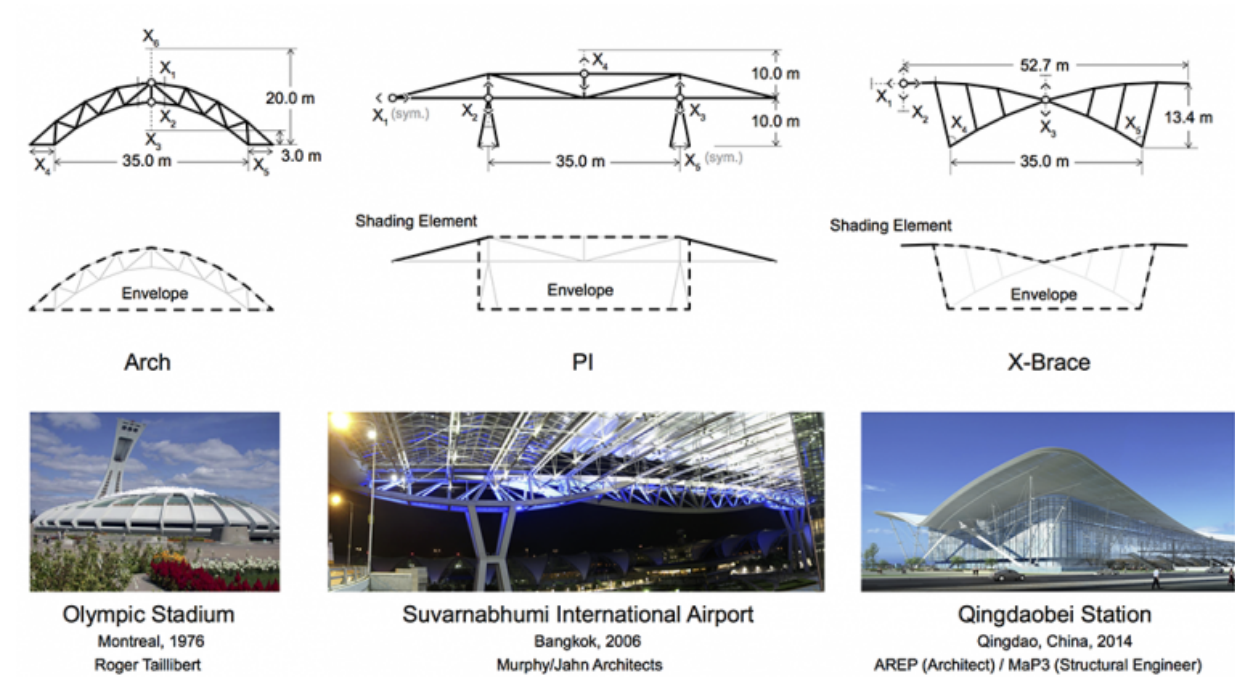 X₆
X₁
20.0 m
X₂
X₃
X₄
35.0 m
X₅
3.0 m
X₄
10.0 m
X₁ (sym.)
X₂
X₃
10.0 m
35.0 m
X₅ (sym.)
52.7 m
X₁
X₂
X₄
X₃
X₅
13.4 m
35.0 m
Shading Element
Shading Element
Envelope
Envelope
Envelope
Arch
PI
X-Brace
Olympic Stadium
Montreal, 1976
Roger Taillibert
Suvarnabhumi International Airport
Bangkok, 2006
Murphy/Jahn Architects
Qingdaobei Station
Qingdao, China, 2014
AREP (Architect) / MaP3 (Structural Engineer)